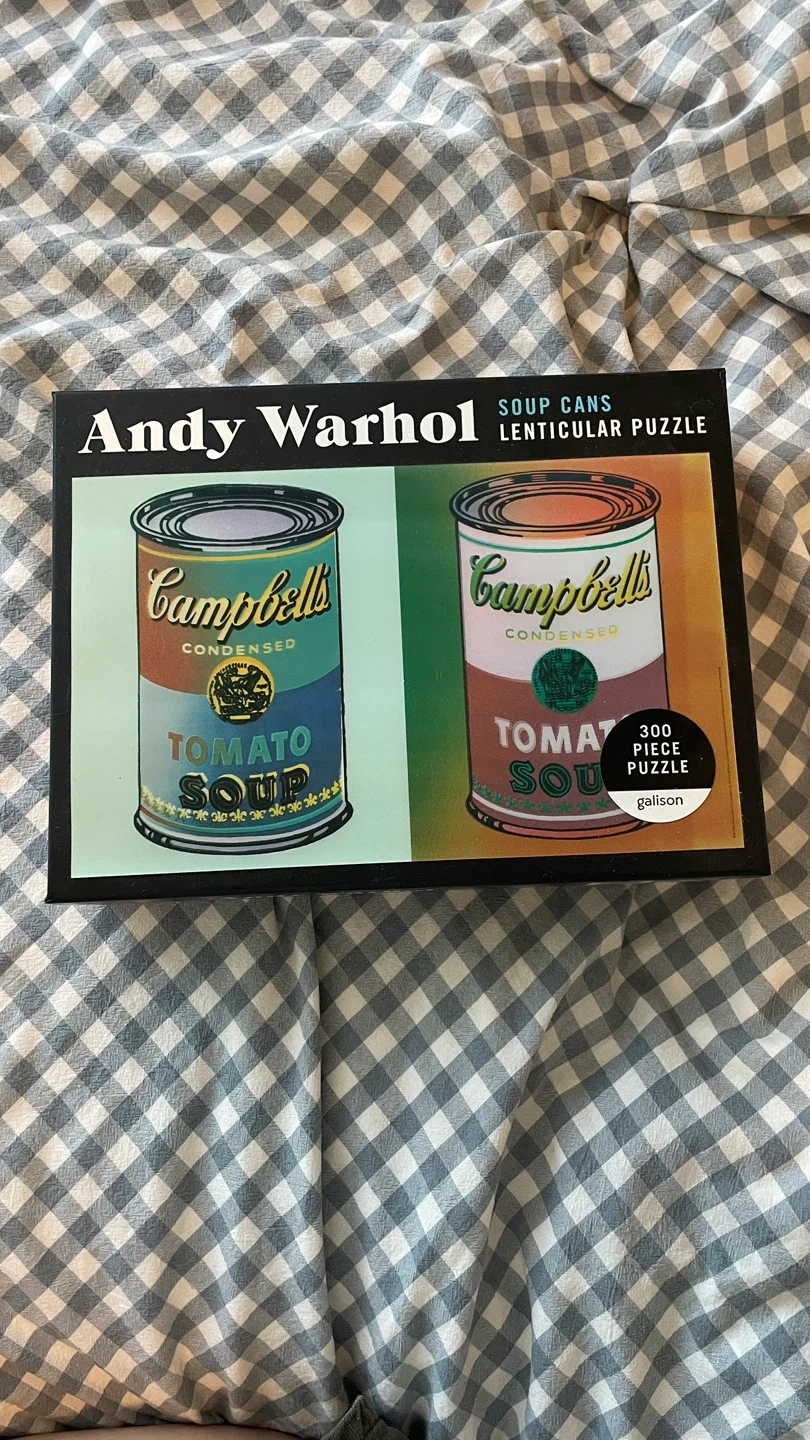 Andy Warhol
SOUP CANS
LENTICULAR PUZZLE
Campbell's
CONDENSED
TOMATO
SOUP
Campbell's
CONDENSED
TOMAT
SOU
300
PIECE
PUZZLE
galison